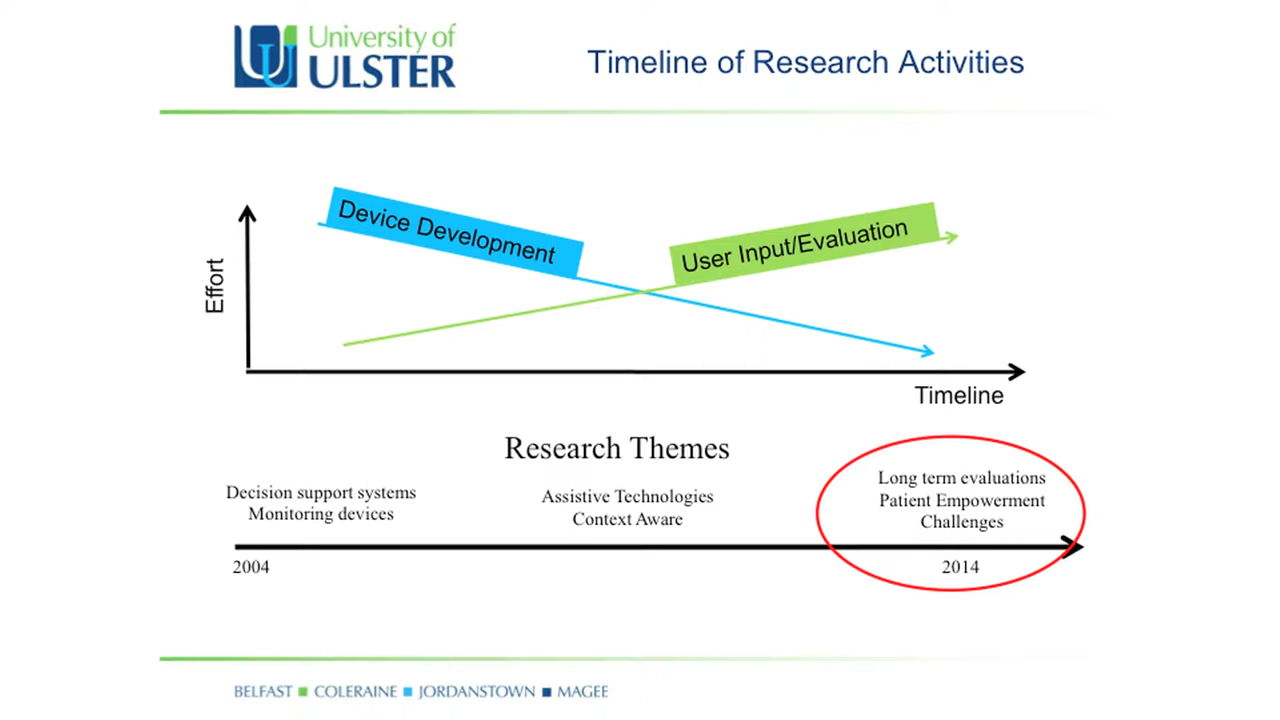 University of
ULSTER
Timeline of Research Activities
Device Development
User Input/Evaluation
Effort
Timeline
Research Themes
Decision support systems
Monitoring devices
Assistive Technologies
Context Aware
Long term evaluations
Patient Empowerment
Challenges
2004
2014
BELFAST COLERAINE JORDANSTOWN MAGEE